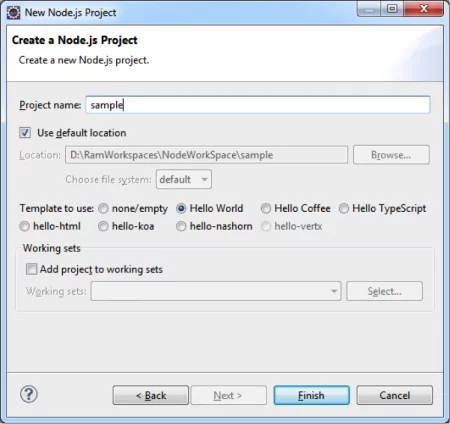 New Node.js Project
Create a Node.js Project
Create a new Node.js project.
Project name: sample
Use default location
Location: D:\RamWorkspaces\NodeWorkSpace\sample Browse...
Choose file system: default
Template to use: none/empty Hello World Hello Coffee Hello TypeScript
hello-html hello-koa hello-nashorn hello-vertx
Working sets
Add project to working sets
Working sets: Select...
? < Back Next > Finish Cancel